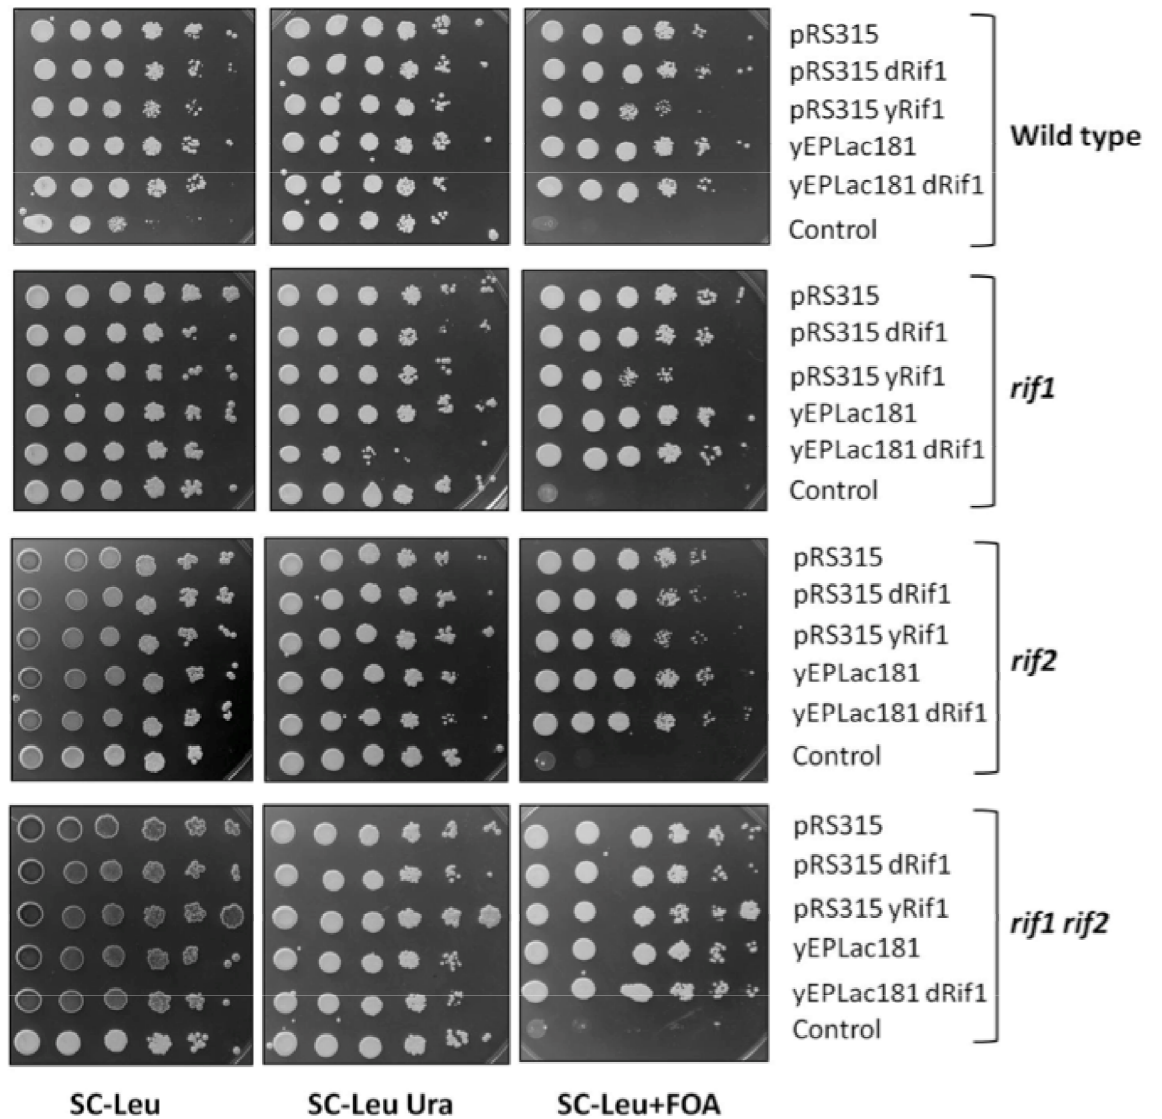 pRS315
pRS315 dRif1
pRS315 yRif1
yEPLac181
yEPLac181 dRif1
Control
Wild type
pRS315
pRS315 dRif1
pRS315 yRif1
yEPLac181
yEPLac181 dRif1
Control
rif1
pRS315
pRS315 dRif1
pRS315 yRif1
yEPLac181
yEPLac181 dRif1
Control
rif2
pRS315
pRS315 dRif1
pRS315 yRif1
yEPLac181
yEPLac181 dRif1
Control
rif1 rif2
SC-Leu SC-Leu Ura SC-Leu+FOA